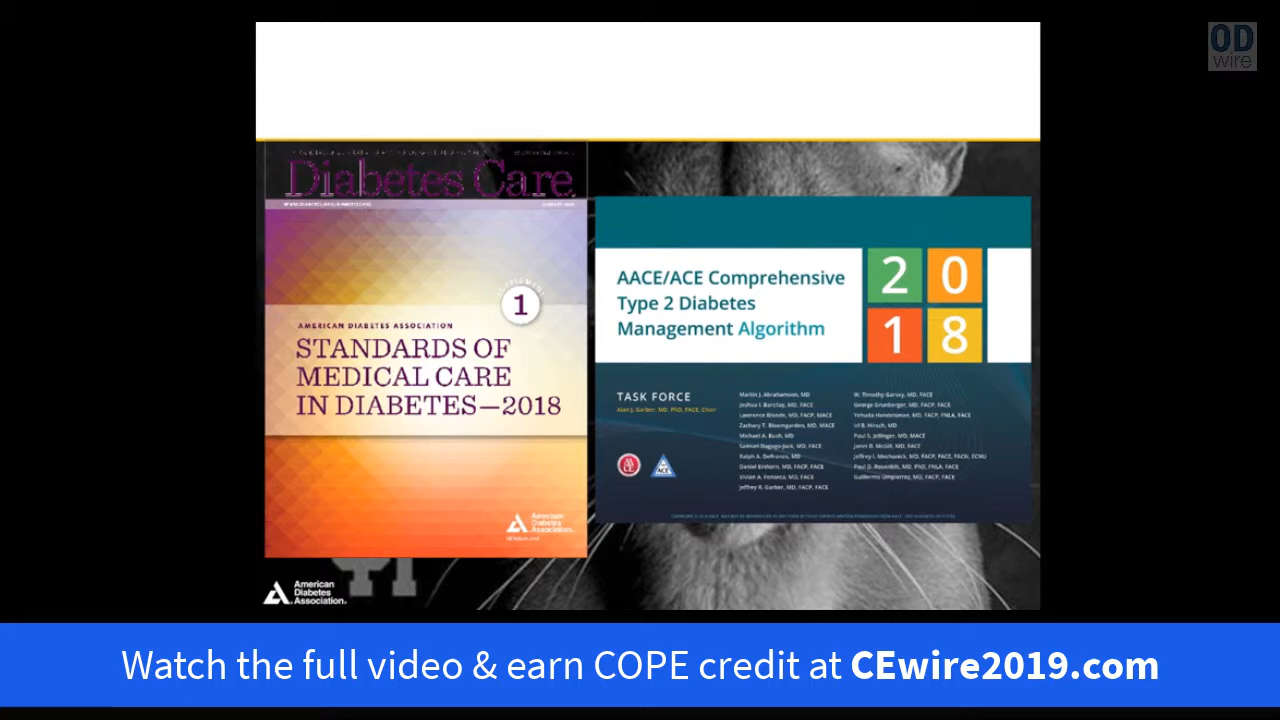 OD
wire
Diabetes Care
SUPPLEMENT
1
AMERICAN DIABETES ASSOCIATION
STANDARDS OF
MEDICAL CARE
IN DIABETES—2018
American
Diabetes
Association.
American
Diabetes
Association.
AACE/ACE Comprehensive
Type 2 Diabetes
Management Algorithm
2 0
1 8
TASK FORCE
Alan J. Garber, MD, PhD, FACE, Chair
Martin J. Abrahamson, MD
Joshua I. Barzilay, MD, FACE
Lawrence Blonde, MD, FACP, MACE
Zachary T. Bloomgarden, MD, MACE
Michael A. Bush, MD
Samuel Dagogo-Jack, MD, FACE
Ralph A. DeFronzo, MD
Daniel Einhorn, MD, FACP, FACE
Vivian A. Fonseca, MD, FACE
Jeffrey R. Garber, MD, FACP, FACE
W. Timothy Garvey, MD, FACE
George Grunberger, MD, FACP, FACE
Yehuda Handelsman, MD, FACP, FNLA, FACE
Irl B. Hirsch, MD
Paul S. Jellinger, MD, MACE
Janet B. McGill, MD, FACE
Jeffrey I. Mechanick, MD, FACP, FACE, FACN, ECNU
Paul D. Rosenblit, MD, PhD, FNLA, FACE
Guillermo Umpierrez, MD, FACP, FACE
ACE
Watch the full video & earn COPE credit at CEwire2019.com